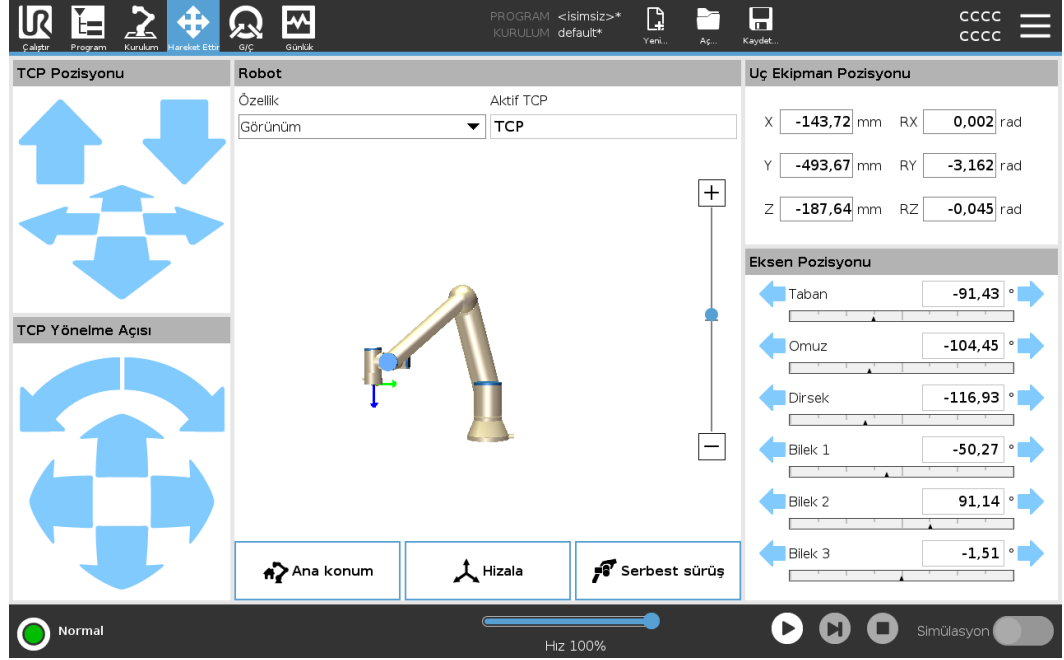 UR
Çalıştır
Program
Kurulum
Hareket Ettir
G/Ç
Günlük
PROGRAM <isimsiz>*
KURULUM default*
Yeni...
Aç...
Kaydet...
CCCC
CCCC
TCP Pozisyonu
TCP Yönelme Açısı
Robot
Özellik
Aktif TCP
Görünüm
TCP
+
−
Ana konum
Hizala
Serbest sürüş
Uç Ekipman Pozisyonu
X -143,72 mm RX 0,002 rad
Y -493,67 mm RY -3,162 rad
Z -187,64 mm RZ -0,045 rad
Eksen Pozisyonu
Taban -91,43 °
Omuz -104,45 °
Dirsek -116,93 °
Bilek 1 -50,27 °
Bilek 2 91,14 °
Bilek 3 -1,51 °
Normal
Hız 100%
Simülasyon